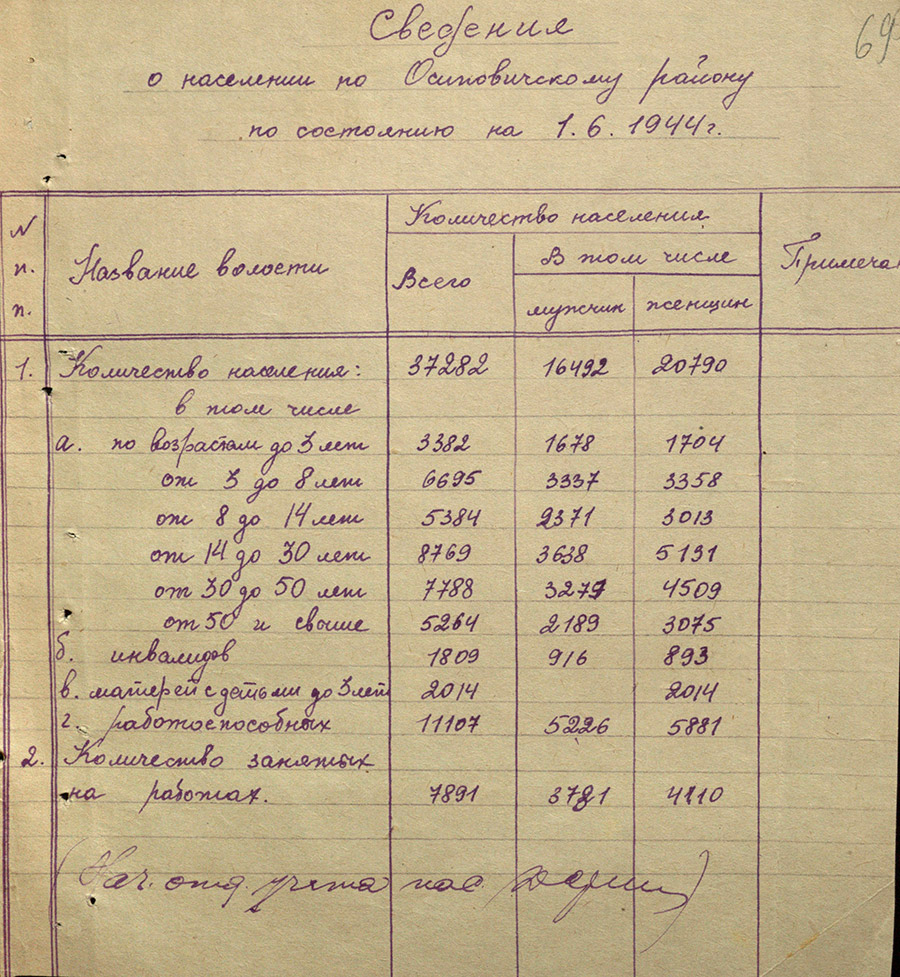 Сведения
69
о населении по Осиповичскому району
по состоянию на 1.6.1944г.
N п. п.
Название волости
Количество населения
Всего
В том числе
мужчин
женщин
Примеча
1. Количество населения: 37282 16492 20790
в том числе
а. по возрастам до 3 лет 3382 1678 1704
от 3 до 8 лет 6695 3337 3358
от 8 до 14 лет 5384 2371 3013
от 14 до 30 лет 8769 3638 5131
от 30 до 50 лет 7788 3279 4509
от 50 и свыше 5264 2189 3075
б. инвалидов 1809 916 893
в. матерей с детьми до 3 лет 2014 2014
г. работоспособных 11107 5226 5881
2. Количество занятых
на работах. 7891 3781 4110
(Нач. отд. учета нас.